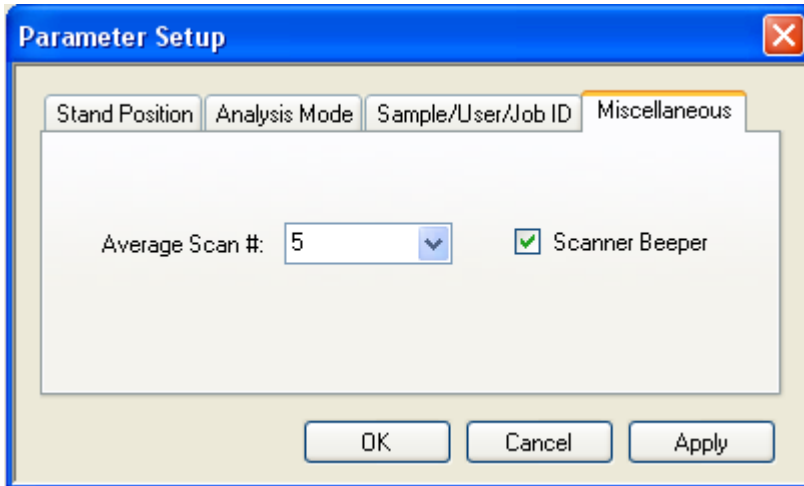 Parameter Setup
Stand Position Analysis Mode Sample/User/Job ID Miscellaneous
Average Scan #: 5 Scanner Beeper
OK Cancel Apply